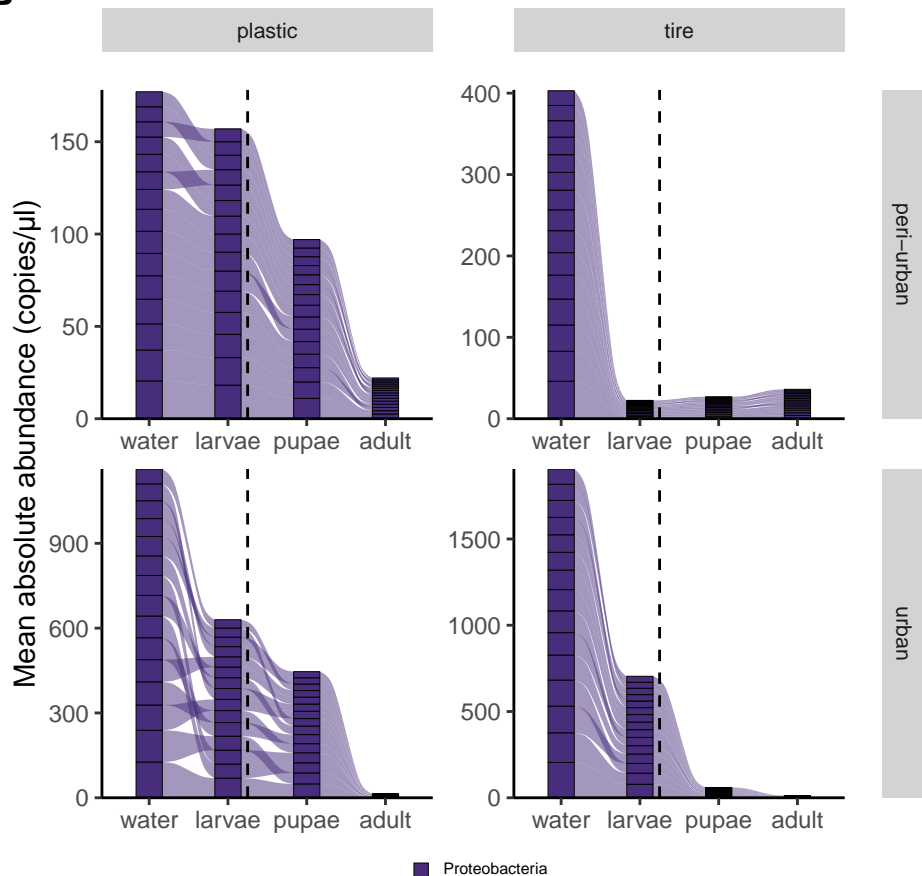 plastic
tire
Mean absolute abundance (copies/µl)
150
100
50
0
water larvae pupae adult
400
300
200
100
0
water larvae pupae adult
peri−urban
900
600
300
0
water larvae pupae adult
1500
1000
500
0
water larvae pupae adult
urban
Proteobacteria